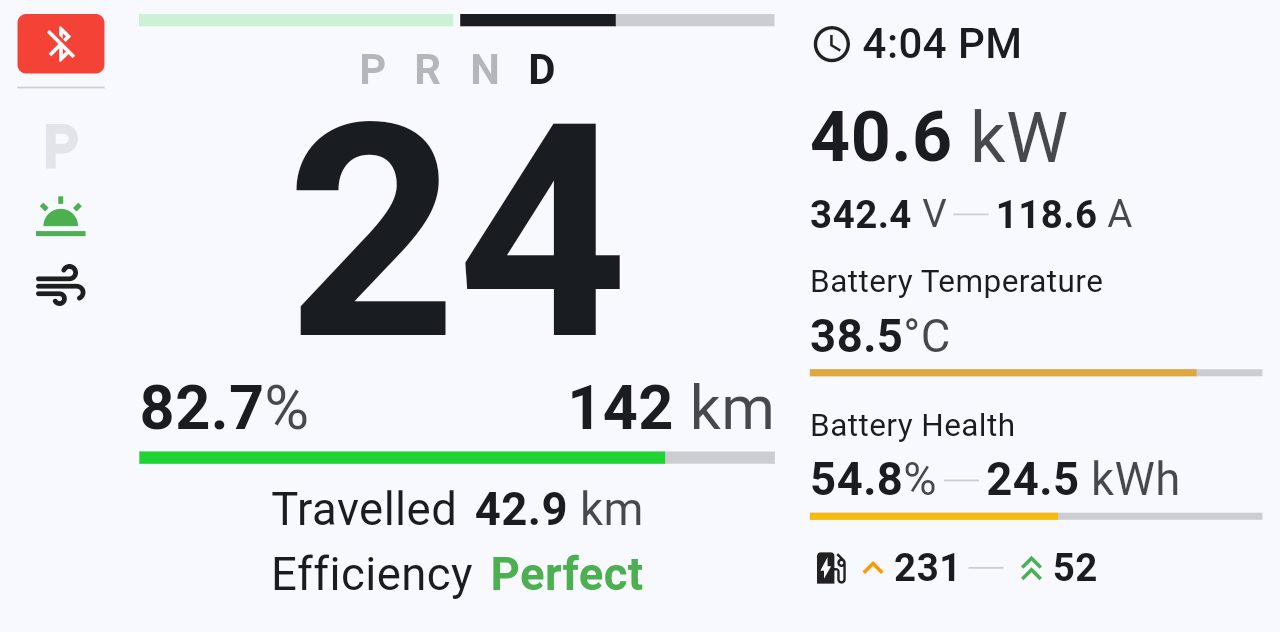 4:04 PM
P R N D
P
24
40.6 kW
342.4 V — 118.6 A
Battery Temperature
38.5°C
82.7%
142 km
Battery Health
54.8% — 24.5 kWh
Travelled 42.9 km
Efficiency Perfect
231 — 52